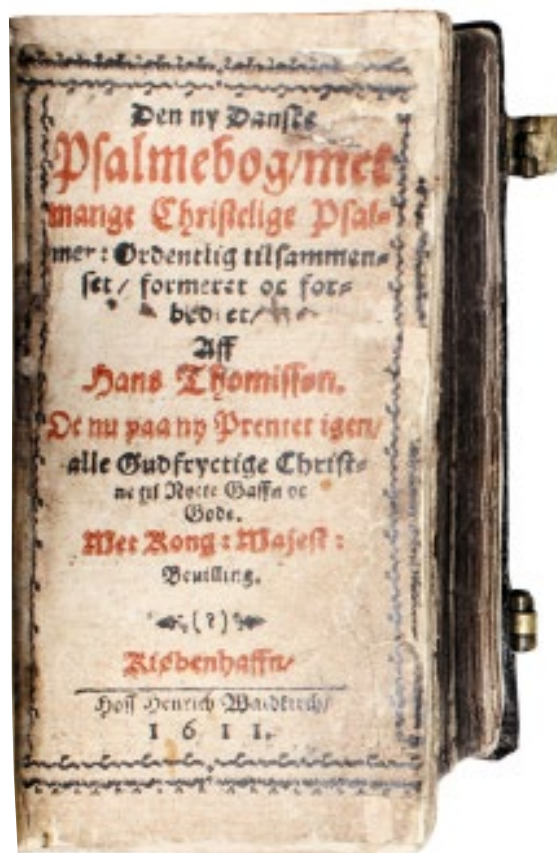 Den ny Danske
Psalmebog/met
mange Christelige Psal=
mer: Ordentlig tilsammen=
set/ formeret oc for=
bedret/
Aff
Hans Thomissøn.
Oc nu paa ny Prentet igen/
alle Gudfryctige Christ=
ne til Nytte Gaffn oc
Gode.
Met Kong: Majest:
Bevilling.
(?)
Kiøbenhaffn/
Hoss Henrich Waldkirch/
1611.